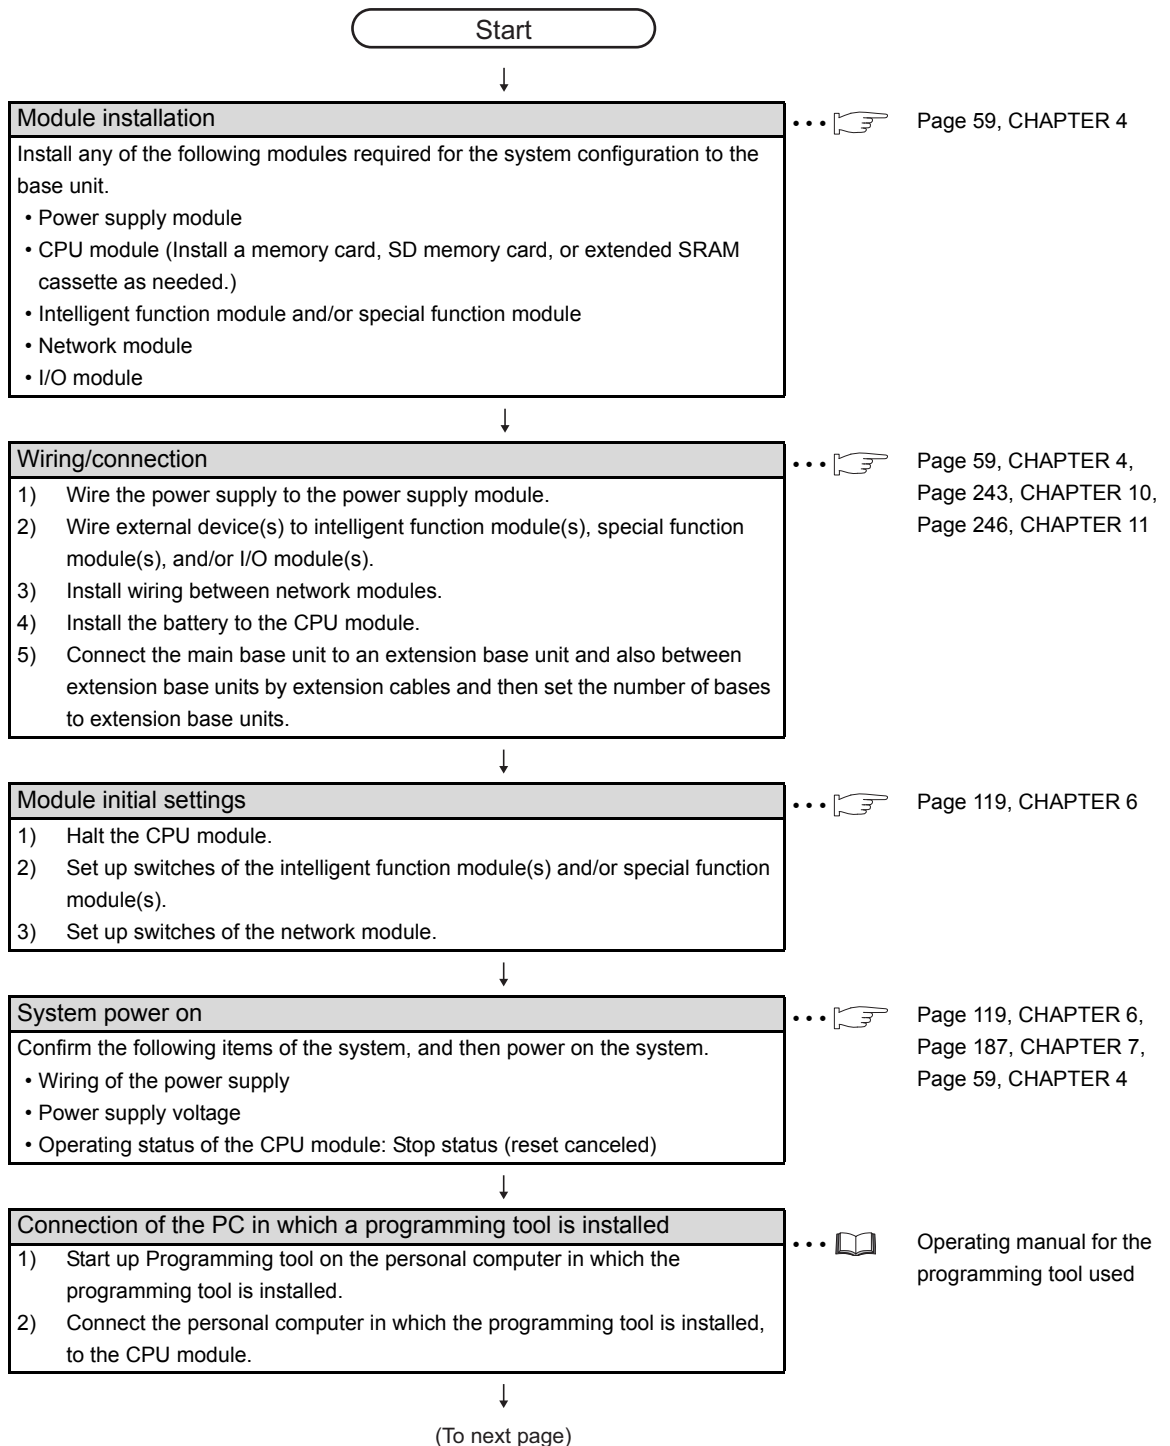 Start
Module installation
Page 59, CHAPTER 4
Install any of the following modules required for the system configuration to the
base unit.
• Power supply module
• CPU module (Install a memory card, SD memory card, or extended SRAM
cassette as needed.)
• Intelligent function module and/or special function module
• Network module
• I/O module
Wiring/connection
Page 59, CHAPTER 4,
Page 243, CHAPTER 10,
Page 246, CHAPTER 11
1) Wire the power supply to the power supply module.
2) Wire external device(s) to intelligent function module(s), special function
module(s), and/or I/O module(s).
3) Install wiring between network modules.
4) Install the battery to the CPU module.
5) Connect the main base unit to an extension base unit and also between
extension base units by extension cables and then set the number of bases
to extension base units.
Module initial settings
Page 119, CHAPTER 6
1) Halt the CPU module.
2) Set up switches of the intelligent function module(s) and/or special function
module(s).
3) Set up switches of the network module.
System power on
Page 119, CHAPTER 6,
Page 187, CHAPTER 7,
Page 59, CHAPTER 4
Confirm the following items of the system, and then power on the system.
• Wiring of the power supply
• Power supply voltage
• Operating status of the CPU module: Stop status (reset canceled)
Connection of the PC in which a programming tool is installed
Operating manual for the
programming tool used
1) Start up Programming tool on the personal computer in which the
programming tool is installed.
2) Connect the personal computer in which the programming tool is installed,
to the CPU module.
(To next page)